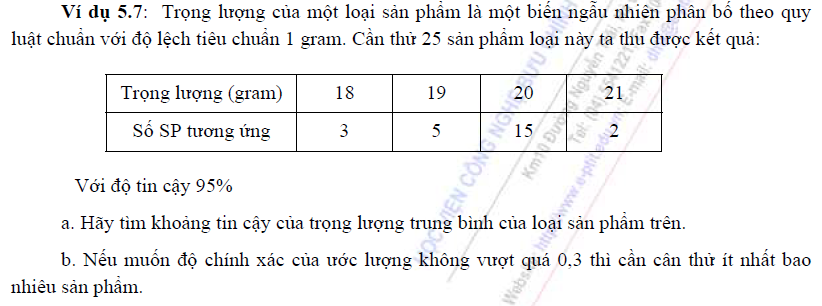 Ví dụ 5.7: Trọng lượng của một loại sản phẩm là một biến ngẫu nhiên phân bố theo quy
luật chuẩn với độ lệch tiêu chuẩn 1 gram. Cần thử 25 sản phẩm loại này ta thu được kết quả:
Trọng lượng (gram) 18 19 20 21
Số SP tương ứng 3 5 15 2
Với độ tin cậy 95%
a. Hãy tìm khoảng tin cậy của trọng lượng trung bình của loại sản phẩm trên.
b. Nếu muốn độ chính xác của ước lượng không vượt quá 0,3 thì cần cân thử ít nhất bao
nhiêu sản phẩm.